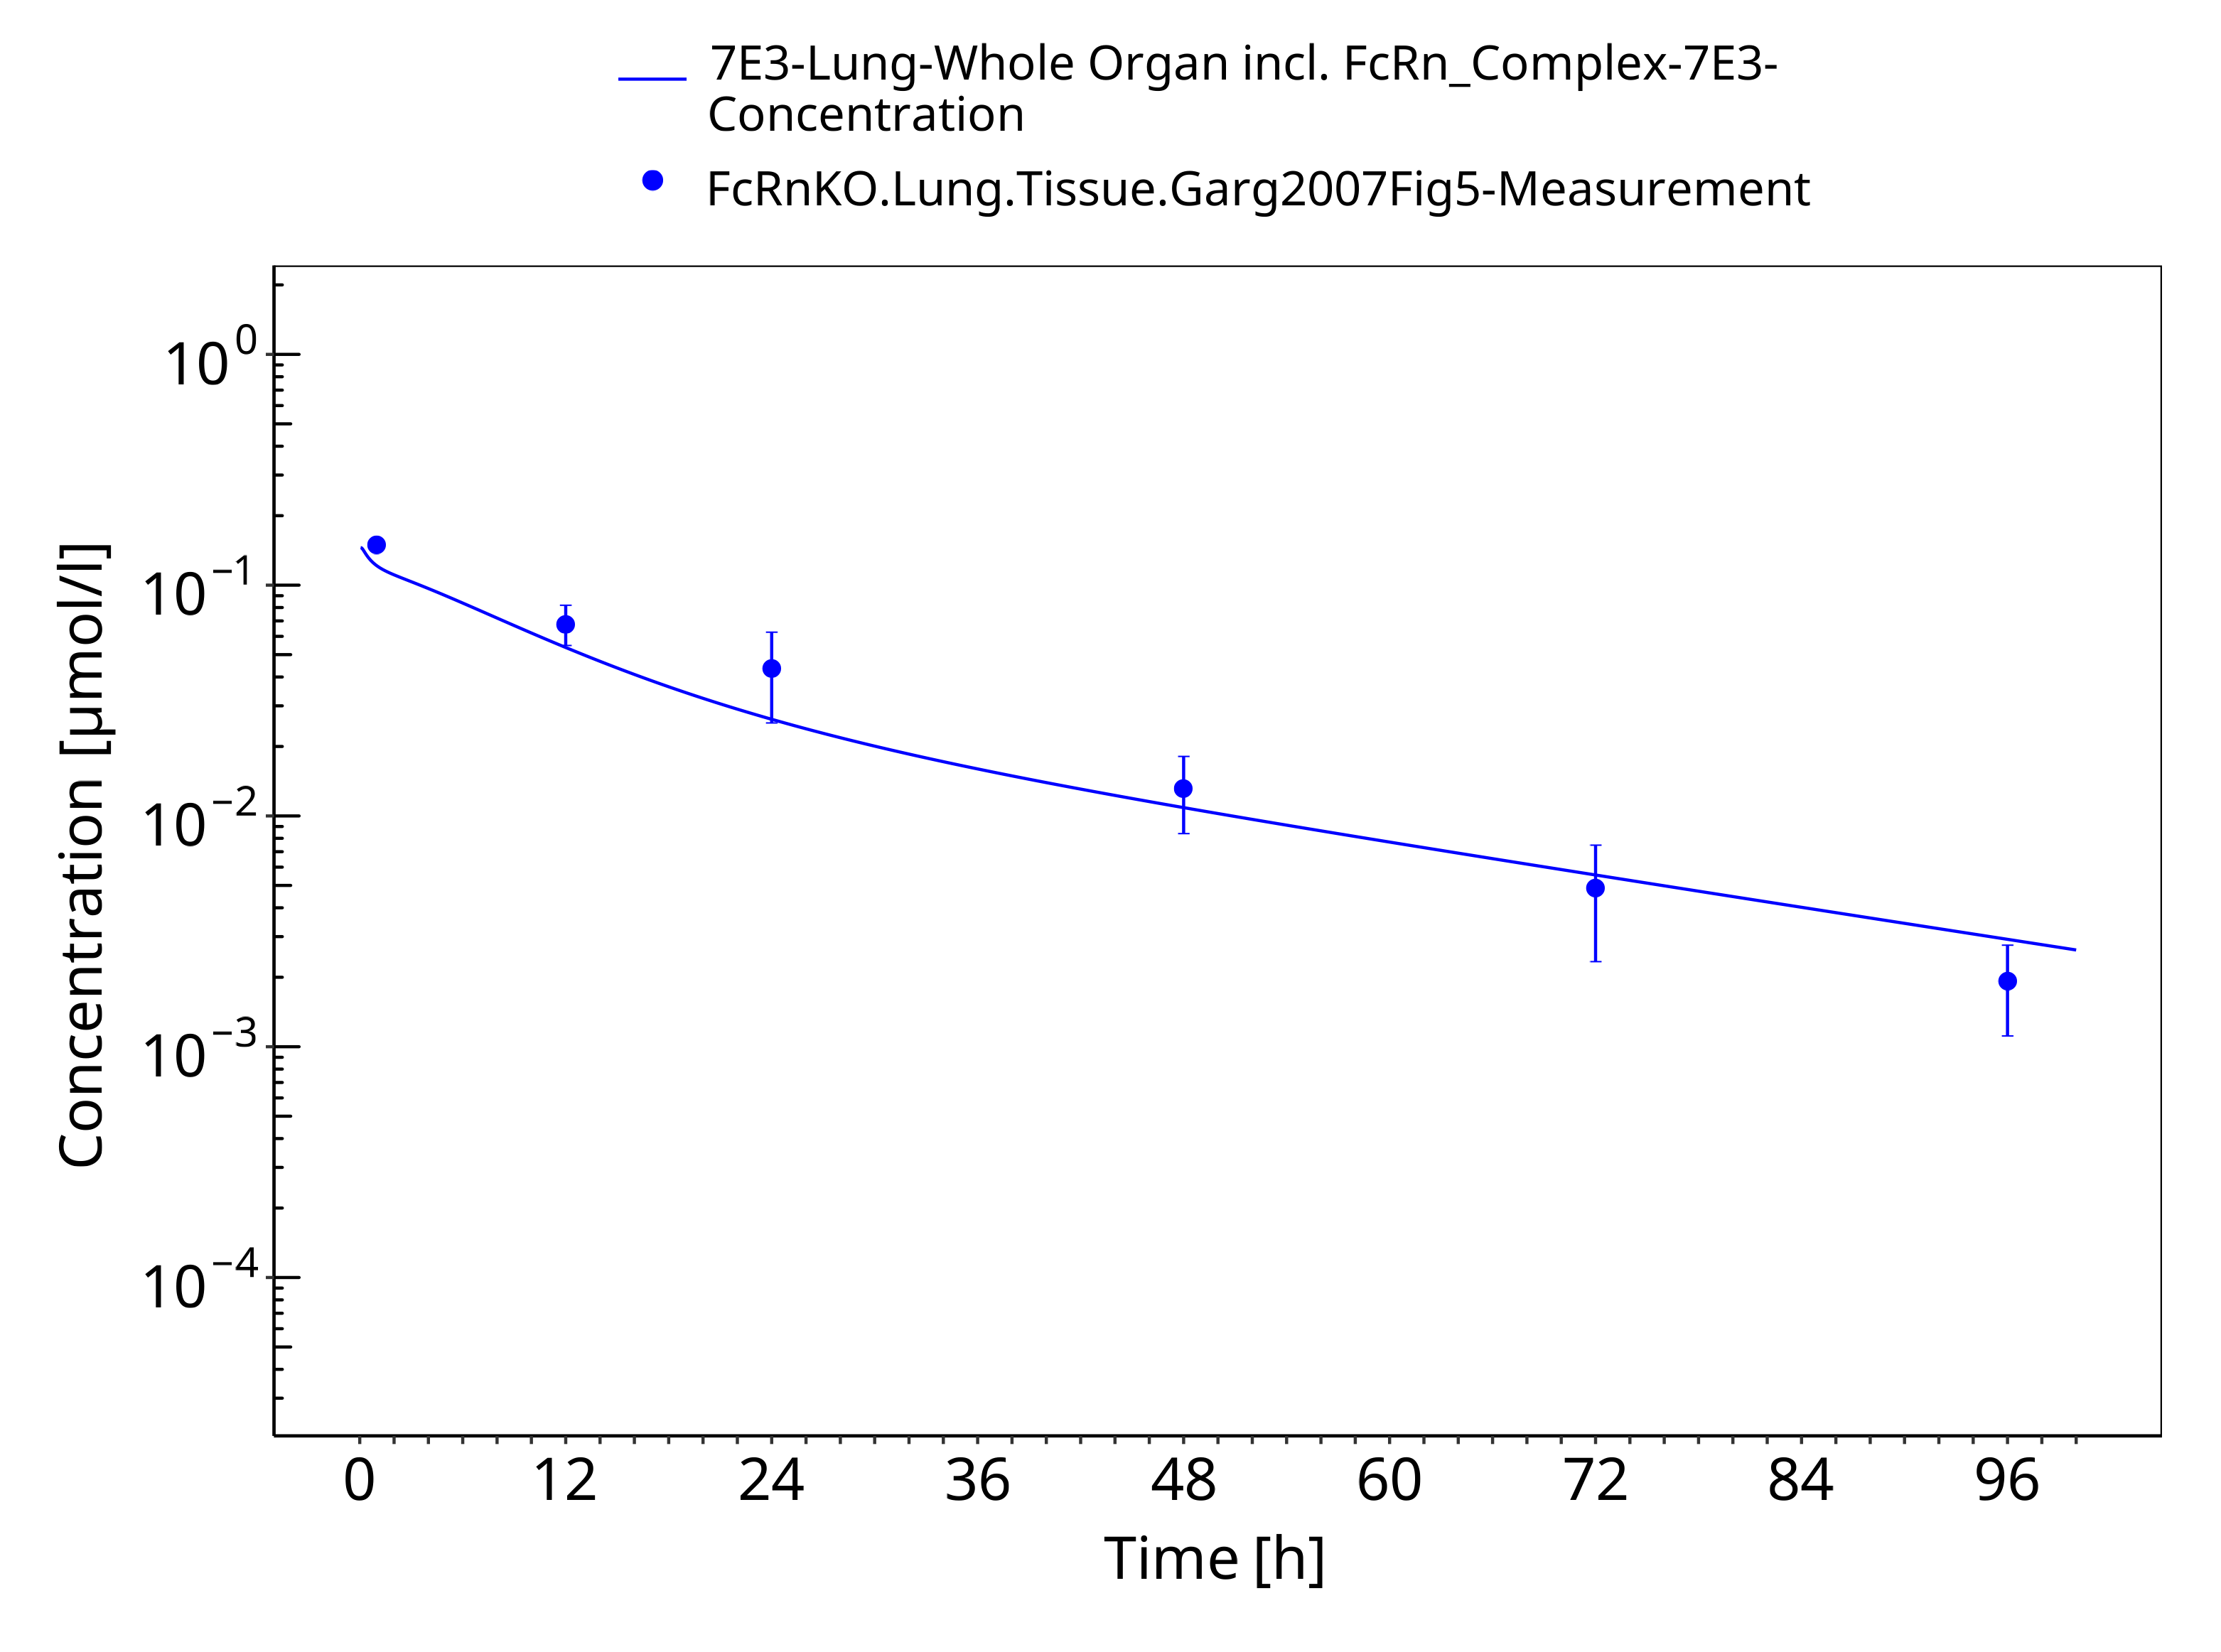 7E3-Lung-Whole Organ incl. FcRn_Complex-7E3-
Concentration
FcRnKO.Lung.Tissue.Garg2007Fig5-Measurement
10^0
10^−1
10^−2
10^−3
10^−4
Concentration [µmol/l]
0 12 24 36 48 60 72 84 96
Time [h]